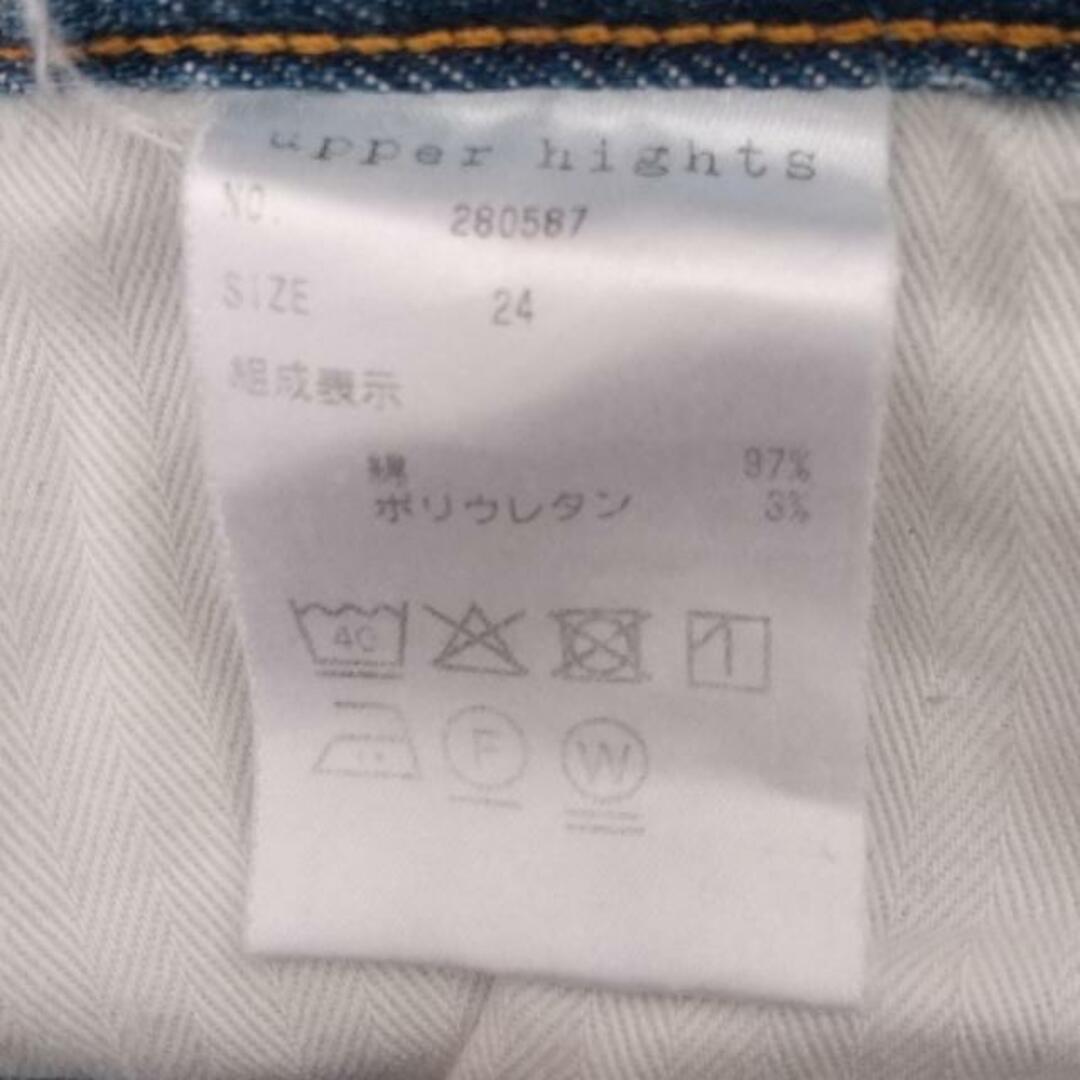 upper hights
NO. 280587
SIZE 24
組成表示
綿 97%
ポリウレタン 3%
40
F W